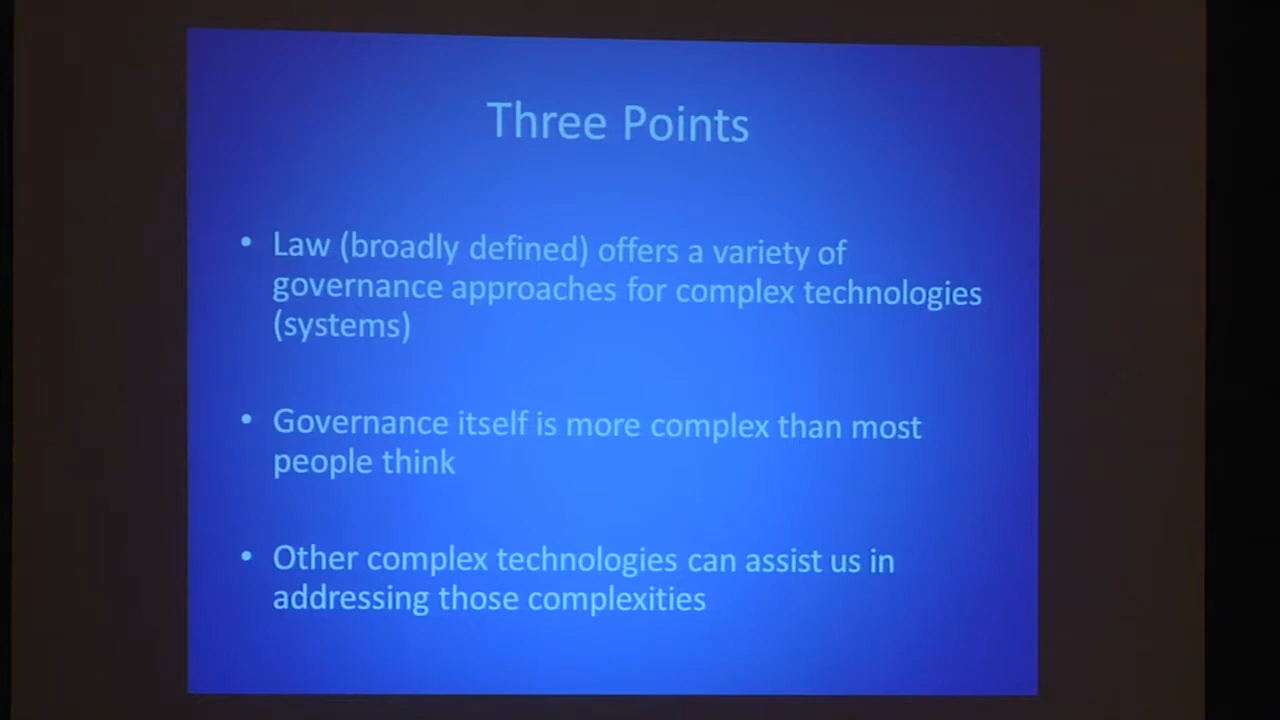 Three Points
• Law (broadly defined) offers a variety of
governance approaches for complex technologies
(systems)
• Governance itself is more complex than most
people think
• Other complex technologies can assist us in
addressing those complexities